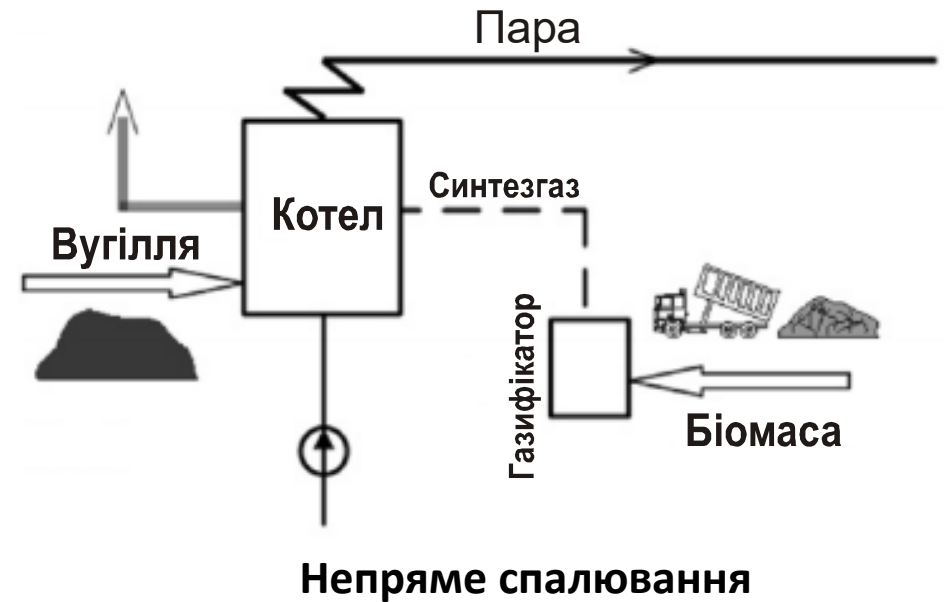 Пара
Синтезгаз
Котел
Вугілля
Газифікатор
Біомаса
Непряме спалювання